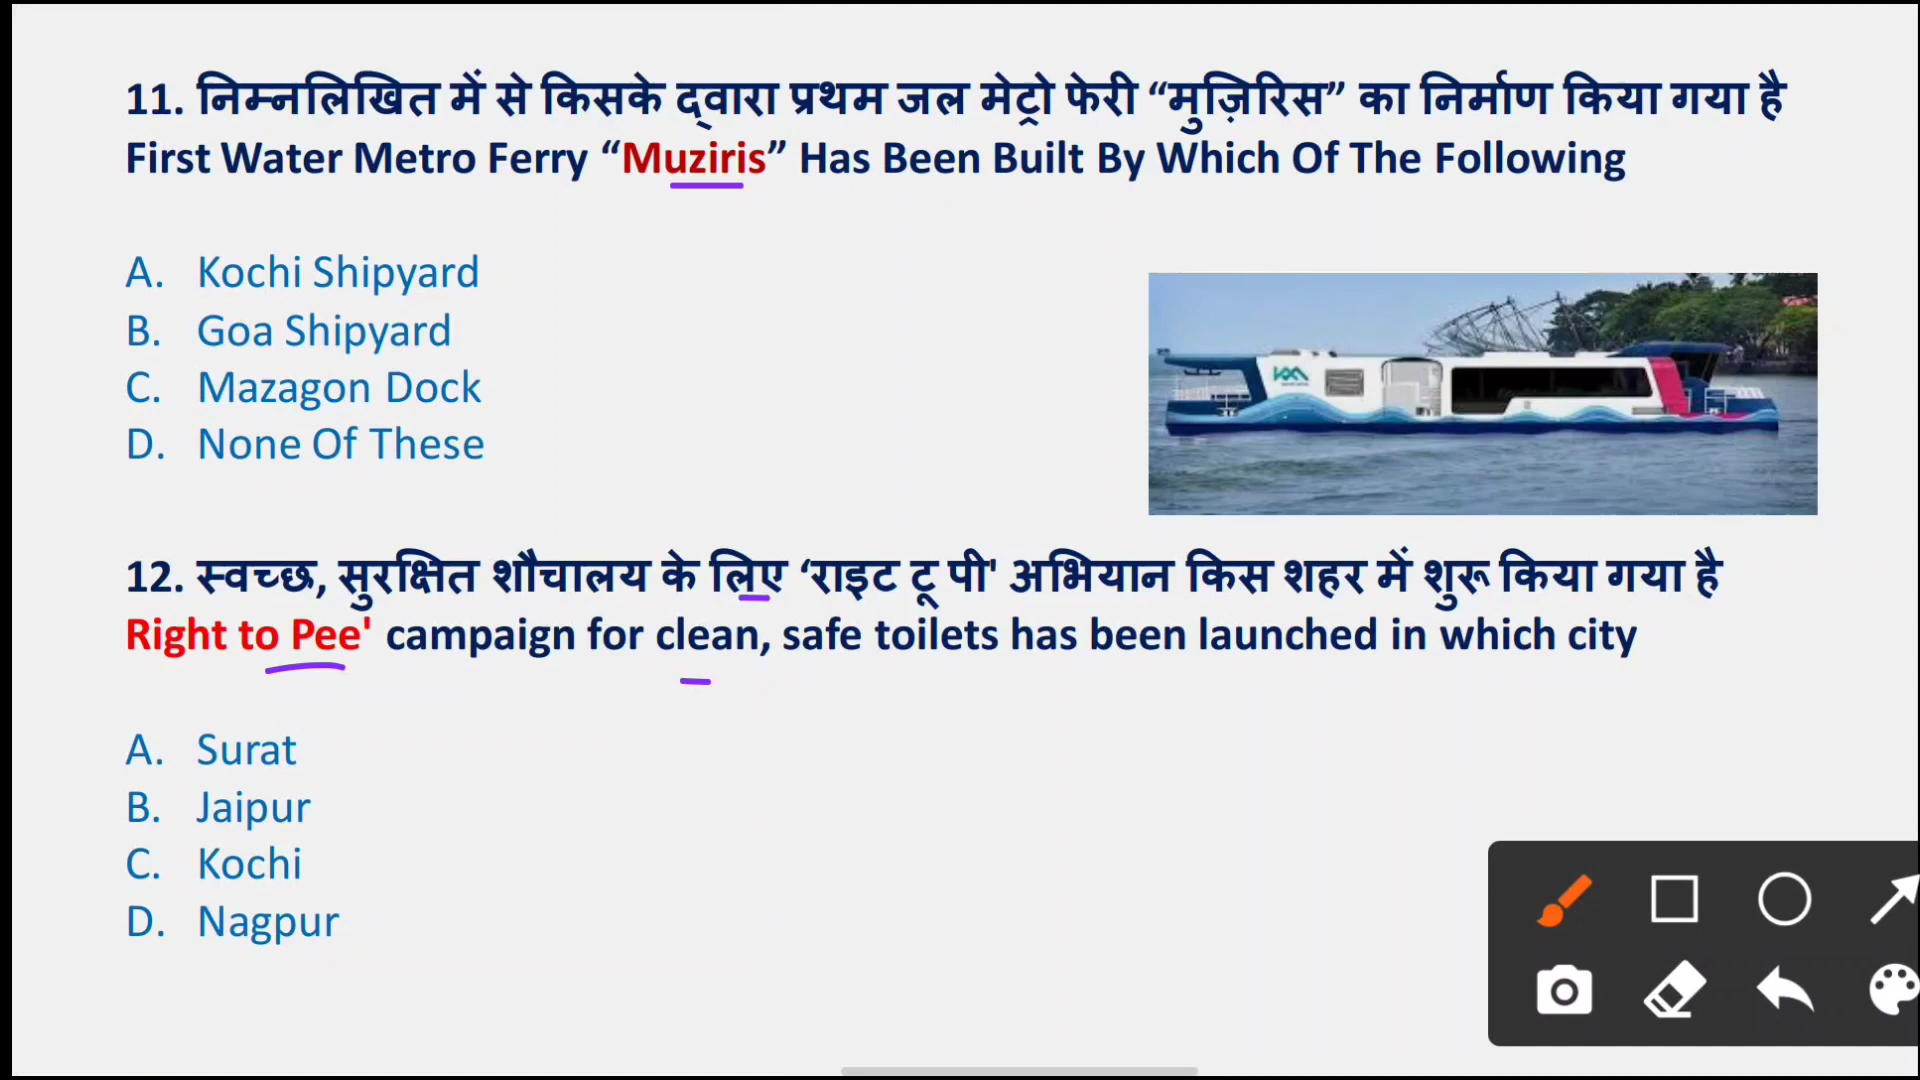 11. निम्नलिखित में से किसके द्वारा प्रथम जल मेट्रो फेरी “मुज़िरिस” का निर्माण किया गया है
First Water Metro Ferry “Muziris” Has Been Built By Which Of The Following
A. Kochi Shipyard
B. Goa Shipyard
C. Mazagon Dock
D. None Of These
12. स्वच्छ, सुरक्षित शौचालय के लिए ‘राइट टू पी' अभियान किस शहर में शुरू किया गया है
Right to Pee' campaign for clean, safe toilets has been launched in which city
A. Surat
B. Jaipur
C. Kochi
D. Nagpur